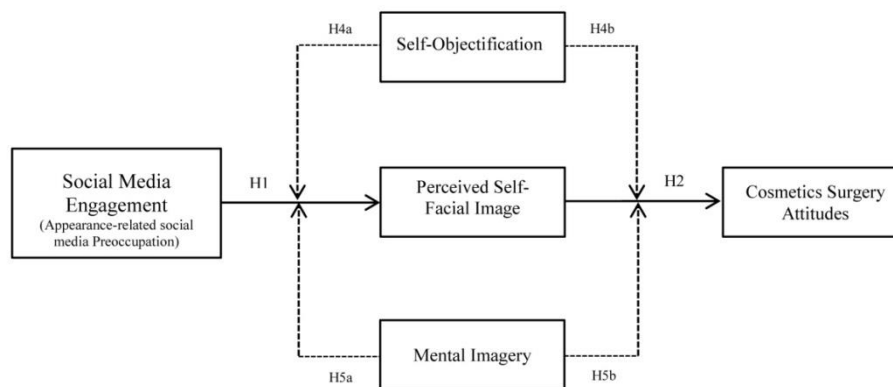 H4a
Self-Objectification
H4b
Social Media
Engagement
(Appearance-related social
media Preoccupation)
H1
Perceived Self-
Facial Image
H2
Cosmetics Surgery
Attitudes
H5a
Mental Imagery
H5b